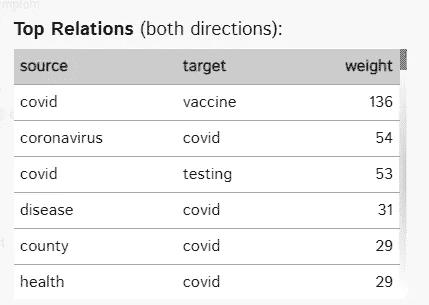 Top Relations (both directions):
source target weight
covid vaccine 136
coronavirus covid 54
covid testing 53
disease covid 31
county covid 29
health covid 29